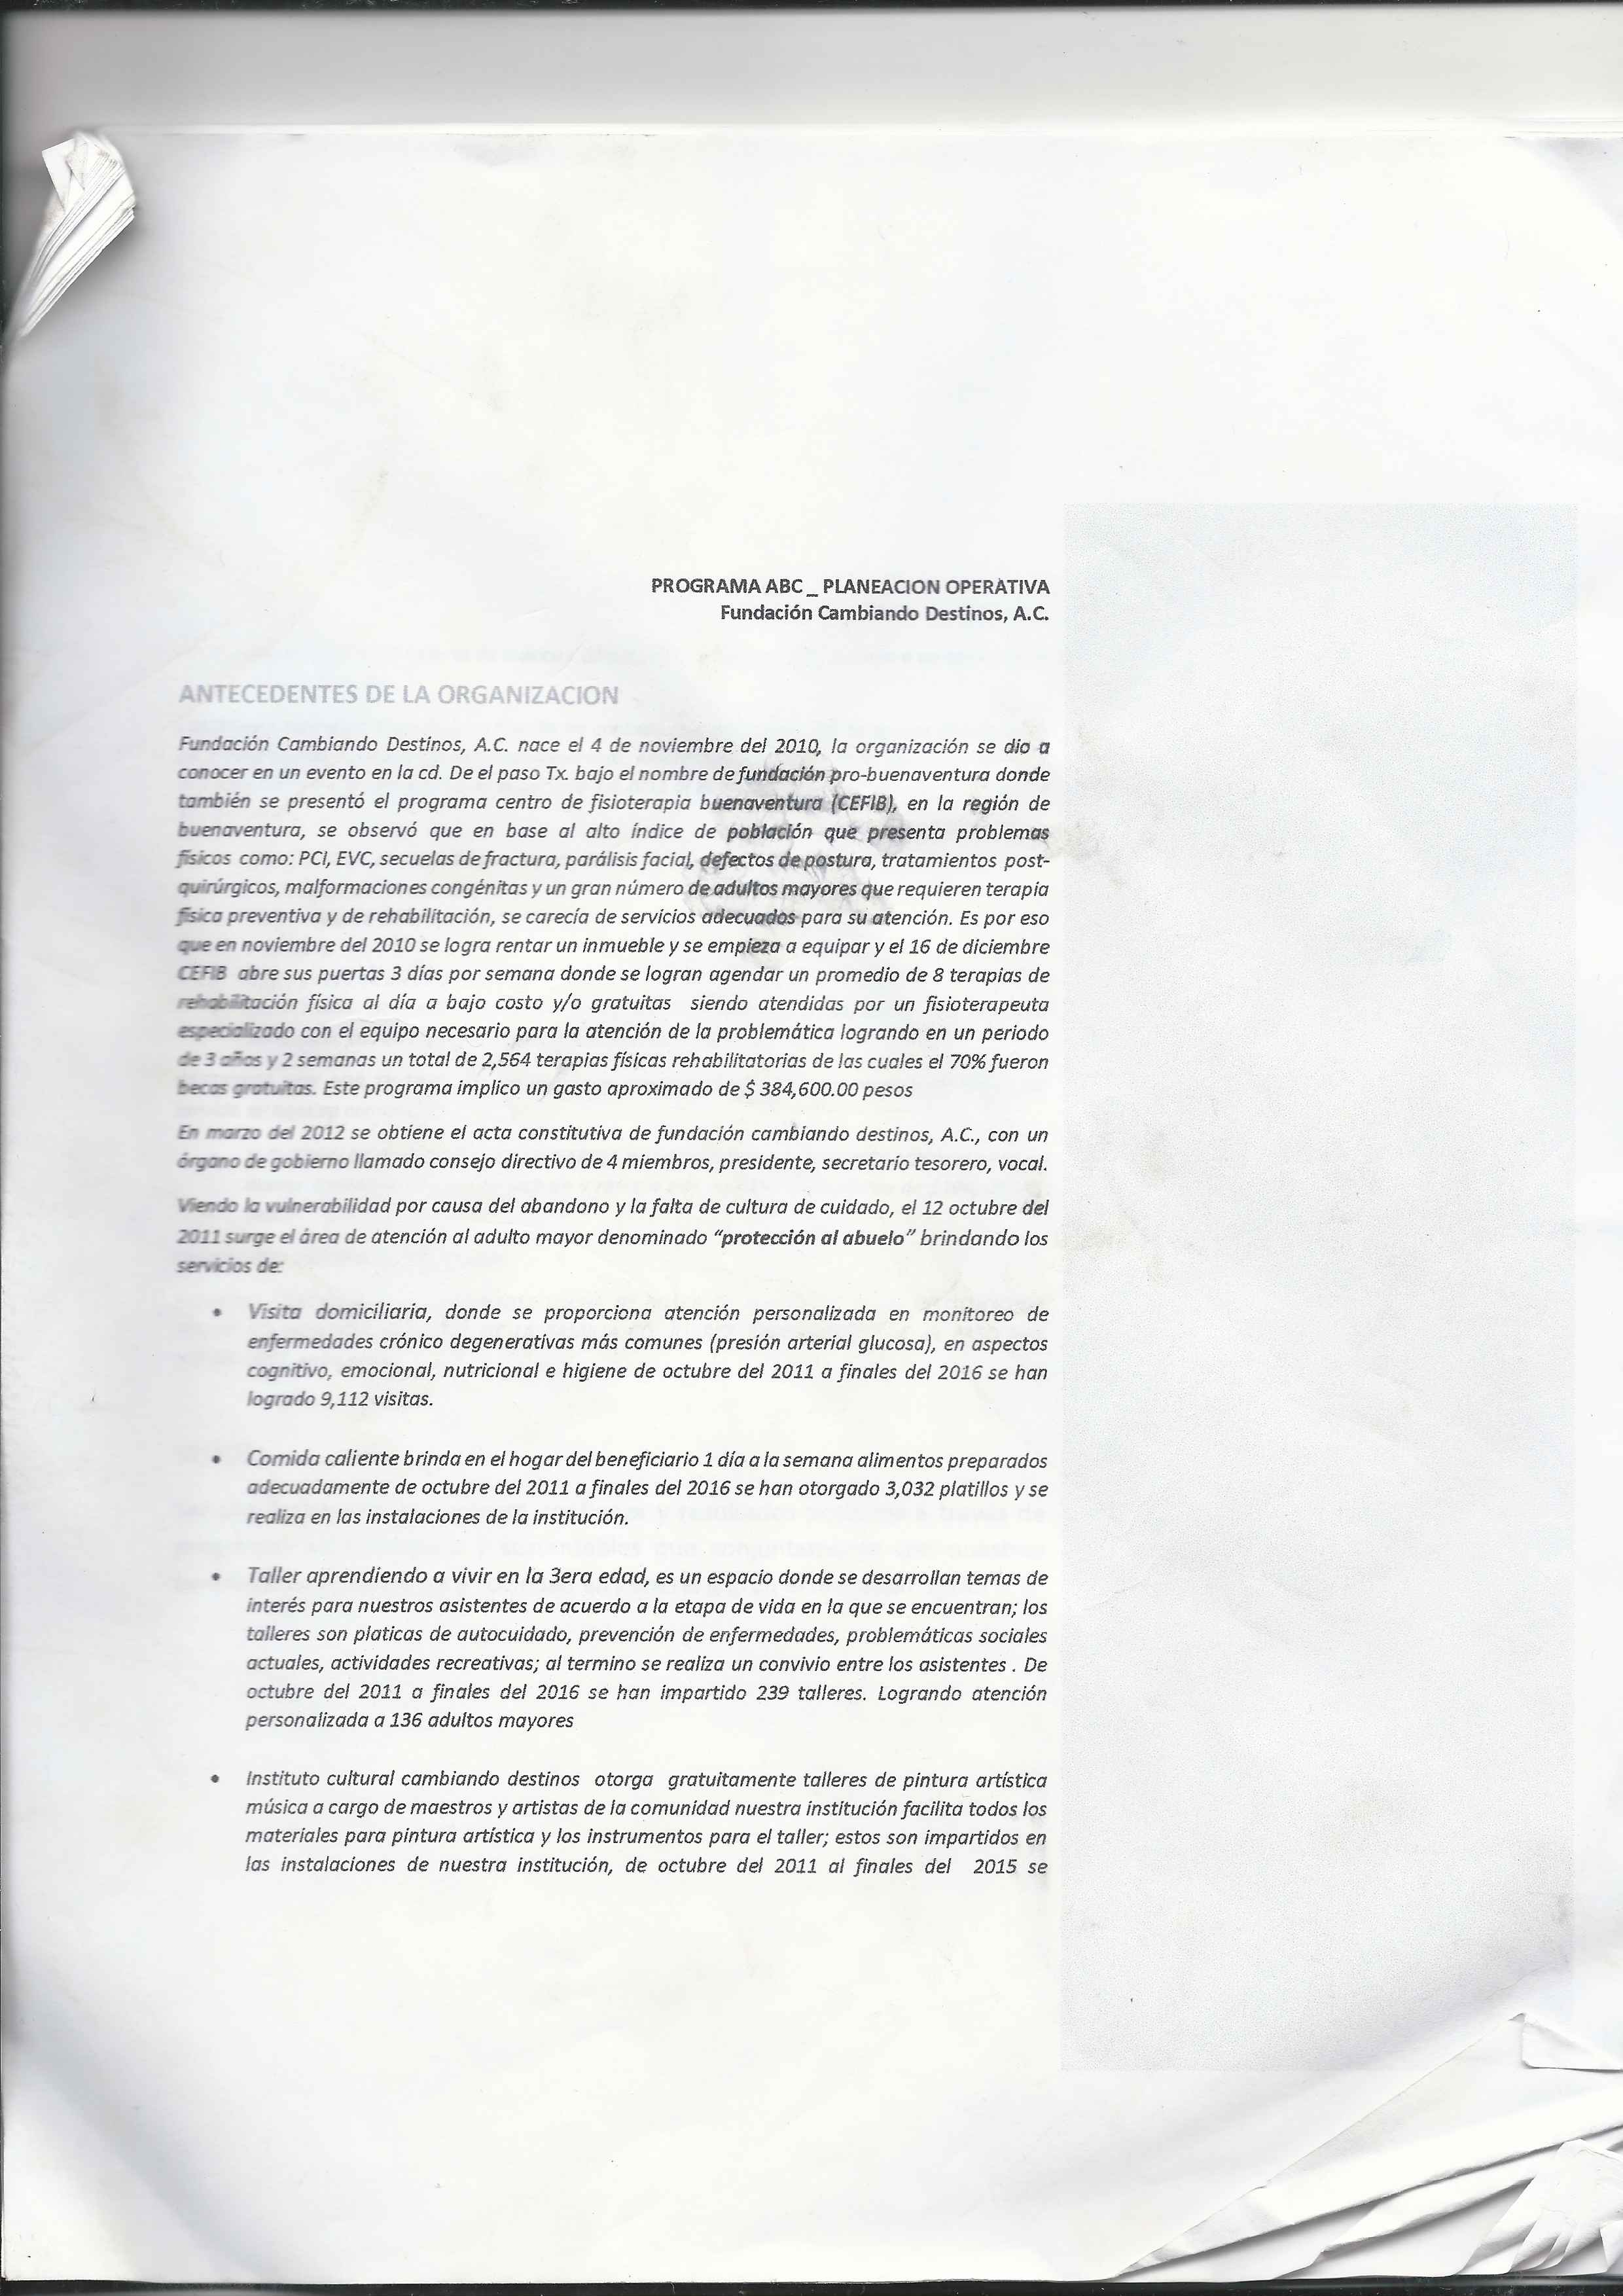 PROGRAMA ABC _ PLANEACION OPERATIVA
Fundación Cambiando Destinos, A.C.
ANTECEDENTES DE LA ORGANIZACION
Fundación Cambiando Destinos, A.C. nace el 4 de noviembre del 2010, la organización se dio a
conocer en un evento en la cd. De el paso Tx. bajo el nombre de fundación pro-buenaventura donde
también se presentó el programa centro de fisioterapia buenaventura (CEFIB), en la región de
buenaventura, se observó que en base al alto índice de población que presenta problemas
físicos como: PCI, EVC, secuelas de fractura, parálisis facial, defectos de postura, tratamientos post-
quirúrgicos, malformaciones congénitas y un gran número de adultos mayores que requieren terapia
física preventiva y de rehabilitación, se carecía de servicios adecuados para su atención. Es por eso
que en noviembre del 2010 se logra rentar un inmueble y se empieza a equipar y el 16 de diciembre
CEFIB abre sus puertas 3 días por semana donde se logran agendar un promedio de 8 terapias de
rehabilitación física al día a bajo costo y/o gratuitas siendo atendidas por un fisioterapeuta
especializado con el equipo necesario para la atención de la problemática logrando en un periodo
de 3 años y 2 semanas un total de 2,564 terapias físicas rehabilitatorias de las cuales el 70% fueron
becas gratuitas. Este programa implico un gasto aproximado de $ 384,600.00 pesos
En marzo del 2012 se obtiene el acta constitutiva de fundación cambiando destinos, A.C., con un
órgano de gobierno llamado consejo directivo de 4 miembros, presidente, secretario tesorero, vocal.
Viendo la vulnerabilidad por causa del abandono y la falta de cultura de cuidado, el 12 octubre del
2011 surge el área de atención al adulto mayor denominado “protección al abuelo” brindando los
servicios de:
• Visita domiciliaria, donde se proporciona atención personalizada en monitoreo de
enfermedades crónico degenerativas más comunes (presión arterial glucosa), en aspectos
cognitivo, emocional, nutricional e higiene de octubre del 2011 a finales del 2016 se han
logrado 9,112 visitas.
• Comida caliente brinda en el hogar del beneficiario 1 día a la semana alimentos preparados
adecuadamente de octubre del 2011 a finales del 2016 se han otorgado 3,032 platillos y se
realiza en las instalaciones de la institución.
• Taller aprendiendo a vivir en la 3era edad, es un espacio donde se desarrollan temas de
interés para nuestros asistentes de acuerdo a la etapa de vida en la que se encuentran; los
talleres son platicas de autocuidado, prevención de enfermedades, problemáticas sociales
actuales, actividades recreativas; al termino se realiza un convivio entre los asistentes . De
octubre del 2011 a finales del 2016 se han impartido 239 talleres. Logrando atención
personalizada a 136 adultos mayores
• Instituto cultural cambiando destinos otorga gratuitamente talleres de pintura artística
música a cargo de maestros y artistas de la comunidad nuestra institución facilita todos los
materiales para pintura artística y los instrumentos para el taller; estos son impartidos en
las instalaciones de nuestra institución, de octubre del 2011 al finales del 2015 se